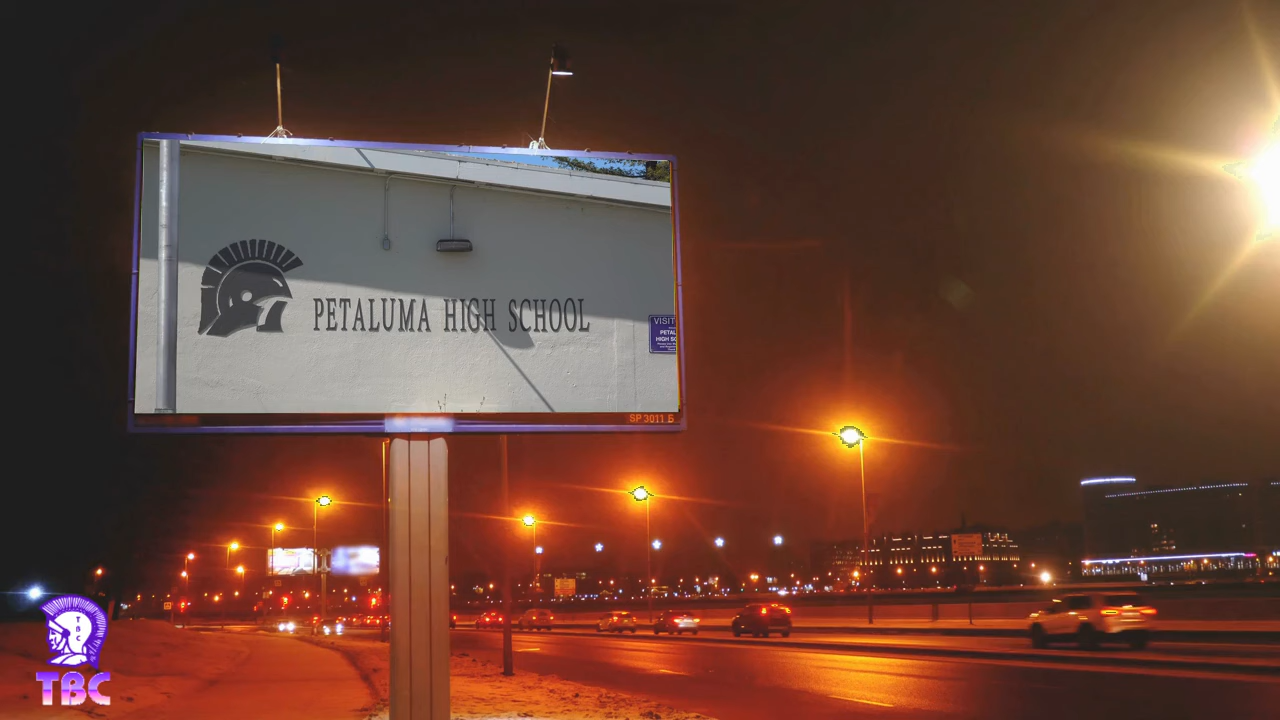 PETALUMA HIGH SCHOOL
VISIT
PETAL
HIGH SC
SP 3011 Б
TBC
TBC